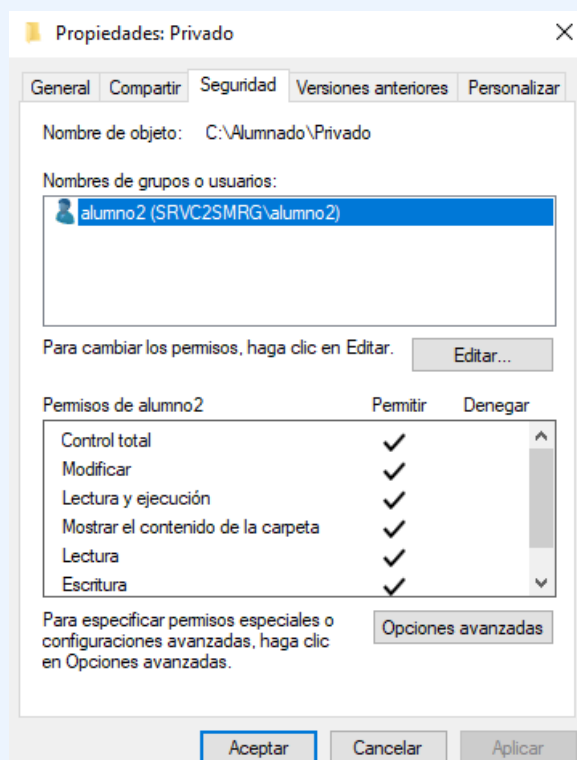 Propiedades: Privado
General Compartir Seguridad Versiones anteriores Personalizar
Nombre de objeto: C:\Alumnado\Privado
Nombres de grupos o usuarios:
alumno2 (SRVC2SMRG\alumno2)
Para cambiar los permisos, haga clic en Editar. Editar...
Permisos de alumno2 Permitir Denegar
Control total
Modificar
Lectura y ejecución
Mostrar el contenido de la carpeta
Lectura
Escritura
Para especificar permisos especiales o
configuraciones avanzadas, haga clic
en Opciones avanzadas.
Opciones avanzadas
Aceptar Cancelar Aplicar